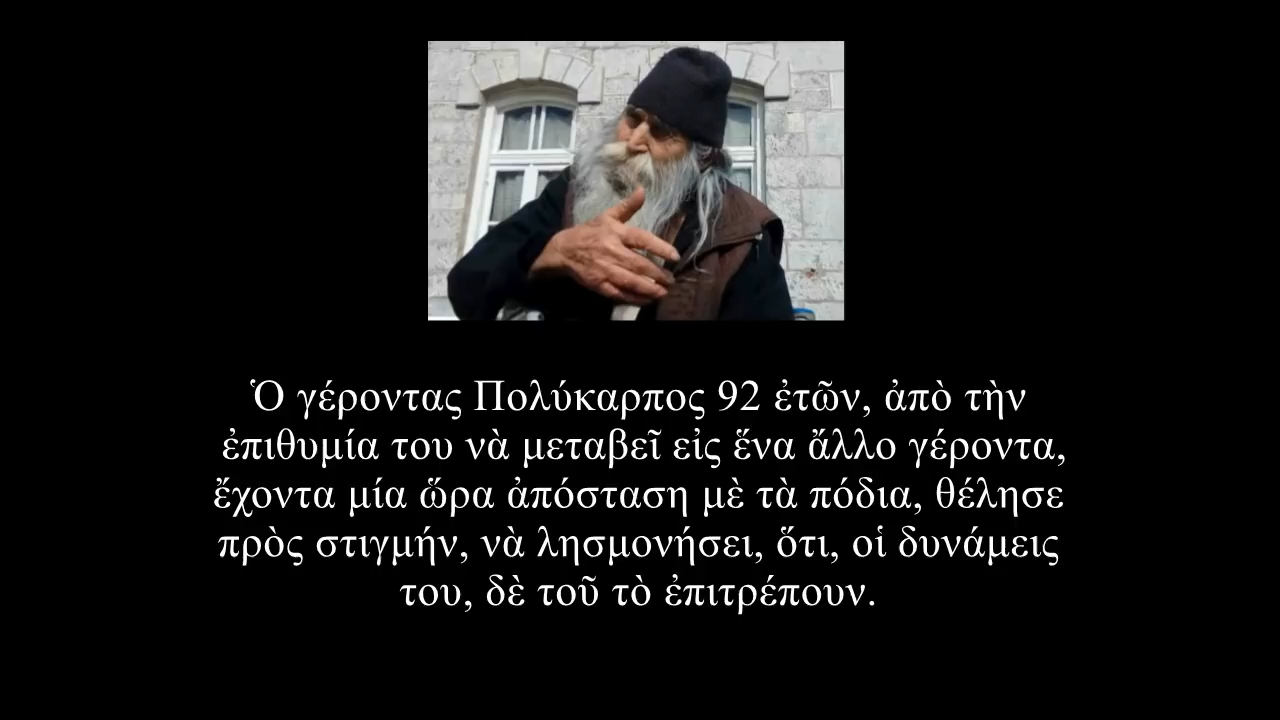 Ὁ γέροντας Πολύκαρπος 92 ἐτῶν, ἀπὸ τὴν
ἐπιθυμία του νὰ μεταβεῖ εἰς ἕνα ἄλλο γέροντα,
ἔχοντα μία ὥρα ἀπόσταση μὲ τὰ πόδια, θέλησε
πρὸς στιγμήν, νὰ λησμονήσει, ὅτι, οἱ δυνάμεις
του, δὲ τοῦ τὸ ἐπιτρέπουν.